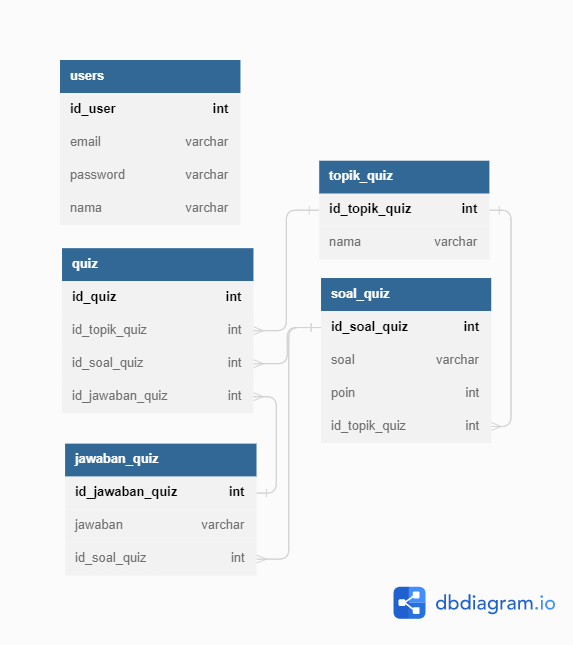 users
id_user int
email varchar
password varchar
nama varchar
topik_quiz
id_topik_quiz int
nama varchar
quiz
id_quiz int
id_topik_quiz int
id_soal_quiz int
id_jawaban_quiz int
soal_quiz
id_soal_quiz int
soal varchar
poin int
id_topik_quiz int
jawaban_quiz
id_jawaban_quiz int
jawaban varchar
id_soal_quiz int
dbdiagram.io